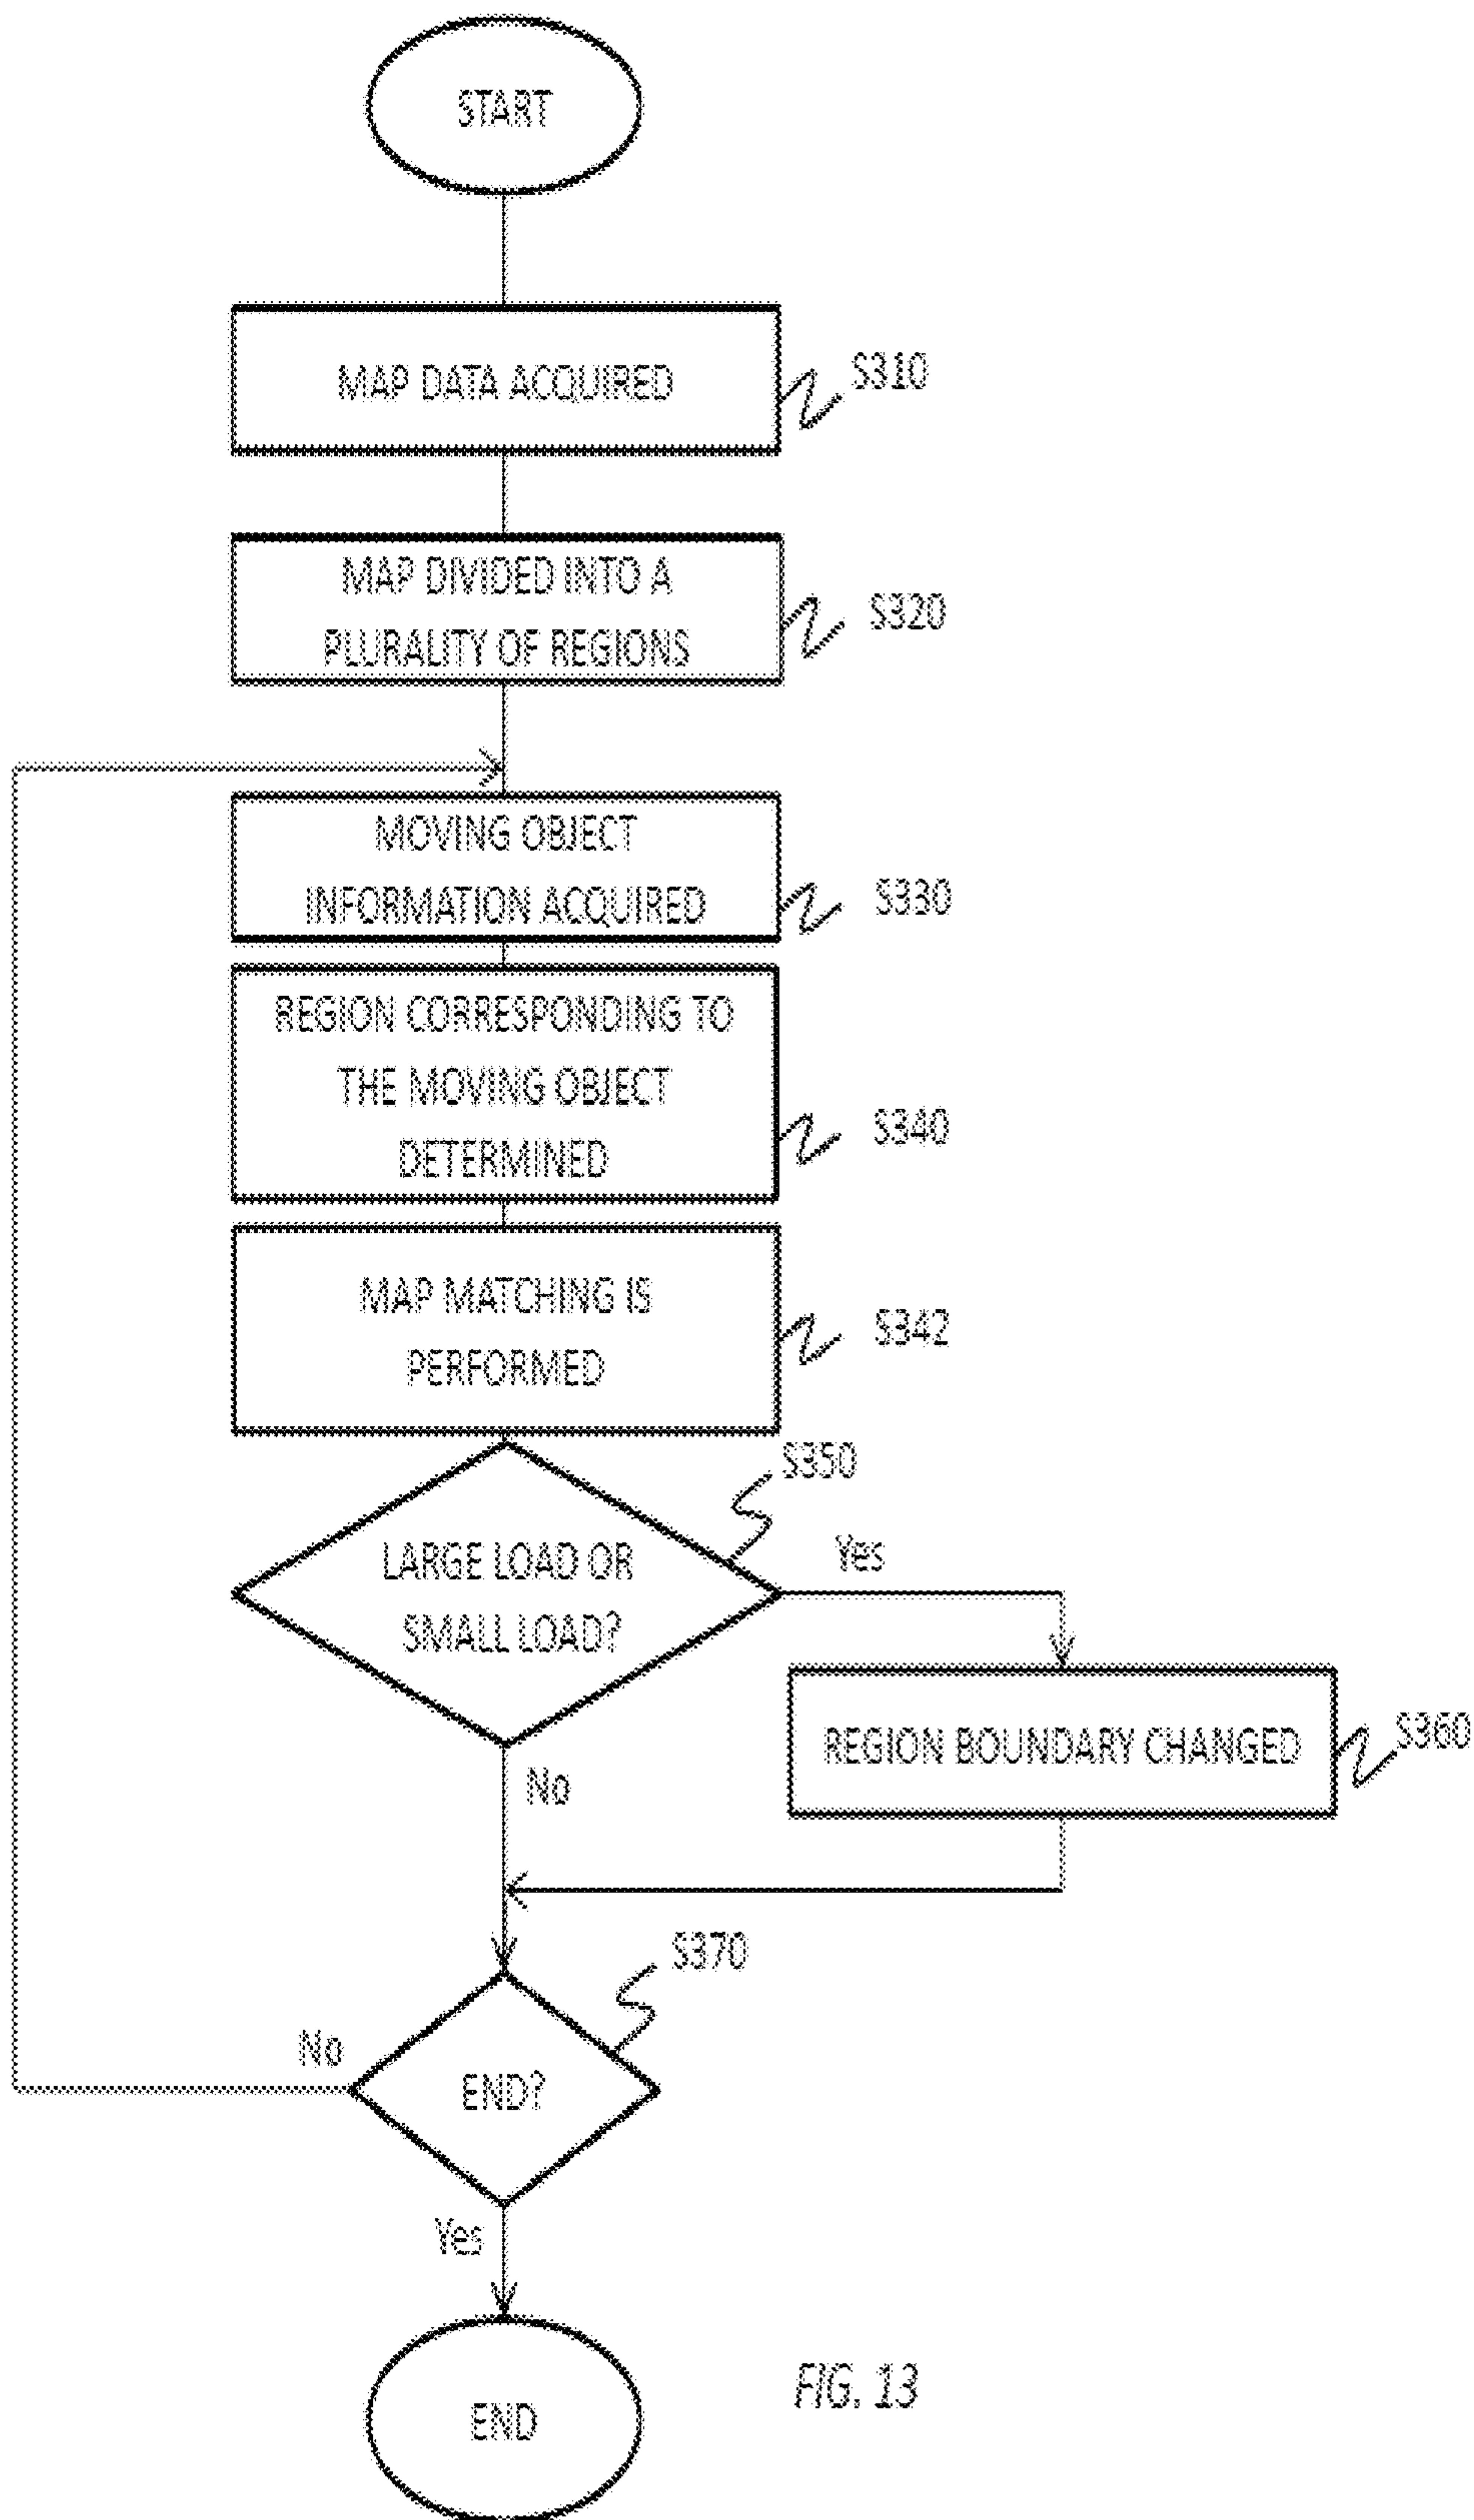 START
MAP DATA ACQUIRED
S310
MAP DIVIDED INTO A
PLURALITY OF REGIONS
S320
MOVING OBJECT
INFORMATION ACQUIRED
S330
REGION CORRESPONDING TO
THE MOVING OBJECT
DETERMINED
S340
MAP MATCHING IS
PERFORMED
S342
S350
LARGE LOAD OR
SMALL LOAD?
Yes
REGION BOUNDARY CHANGED
S360
No
S370
No
END?
Yes
END
FIG. 13